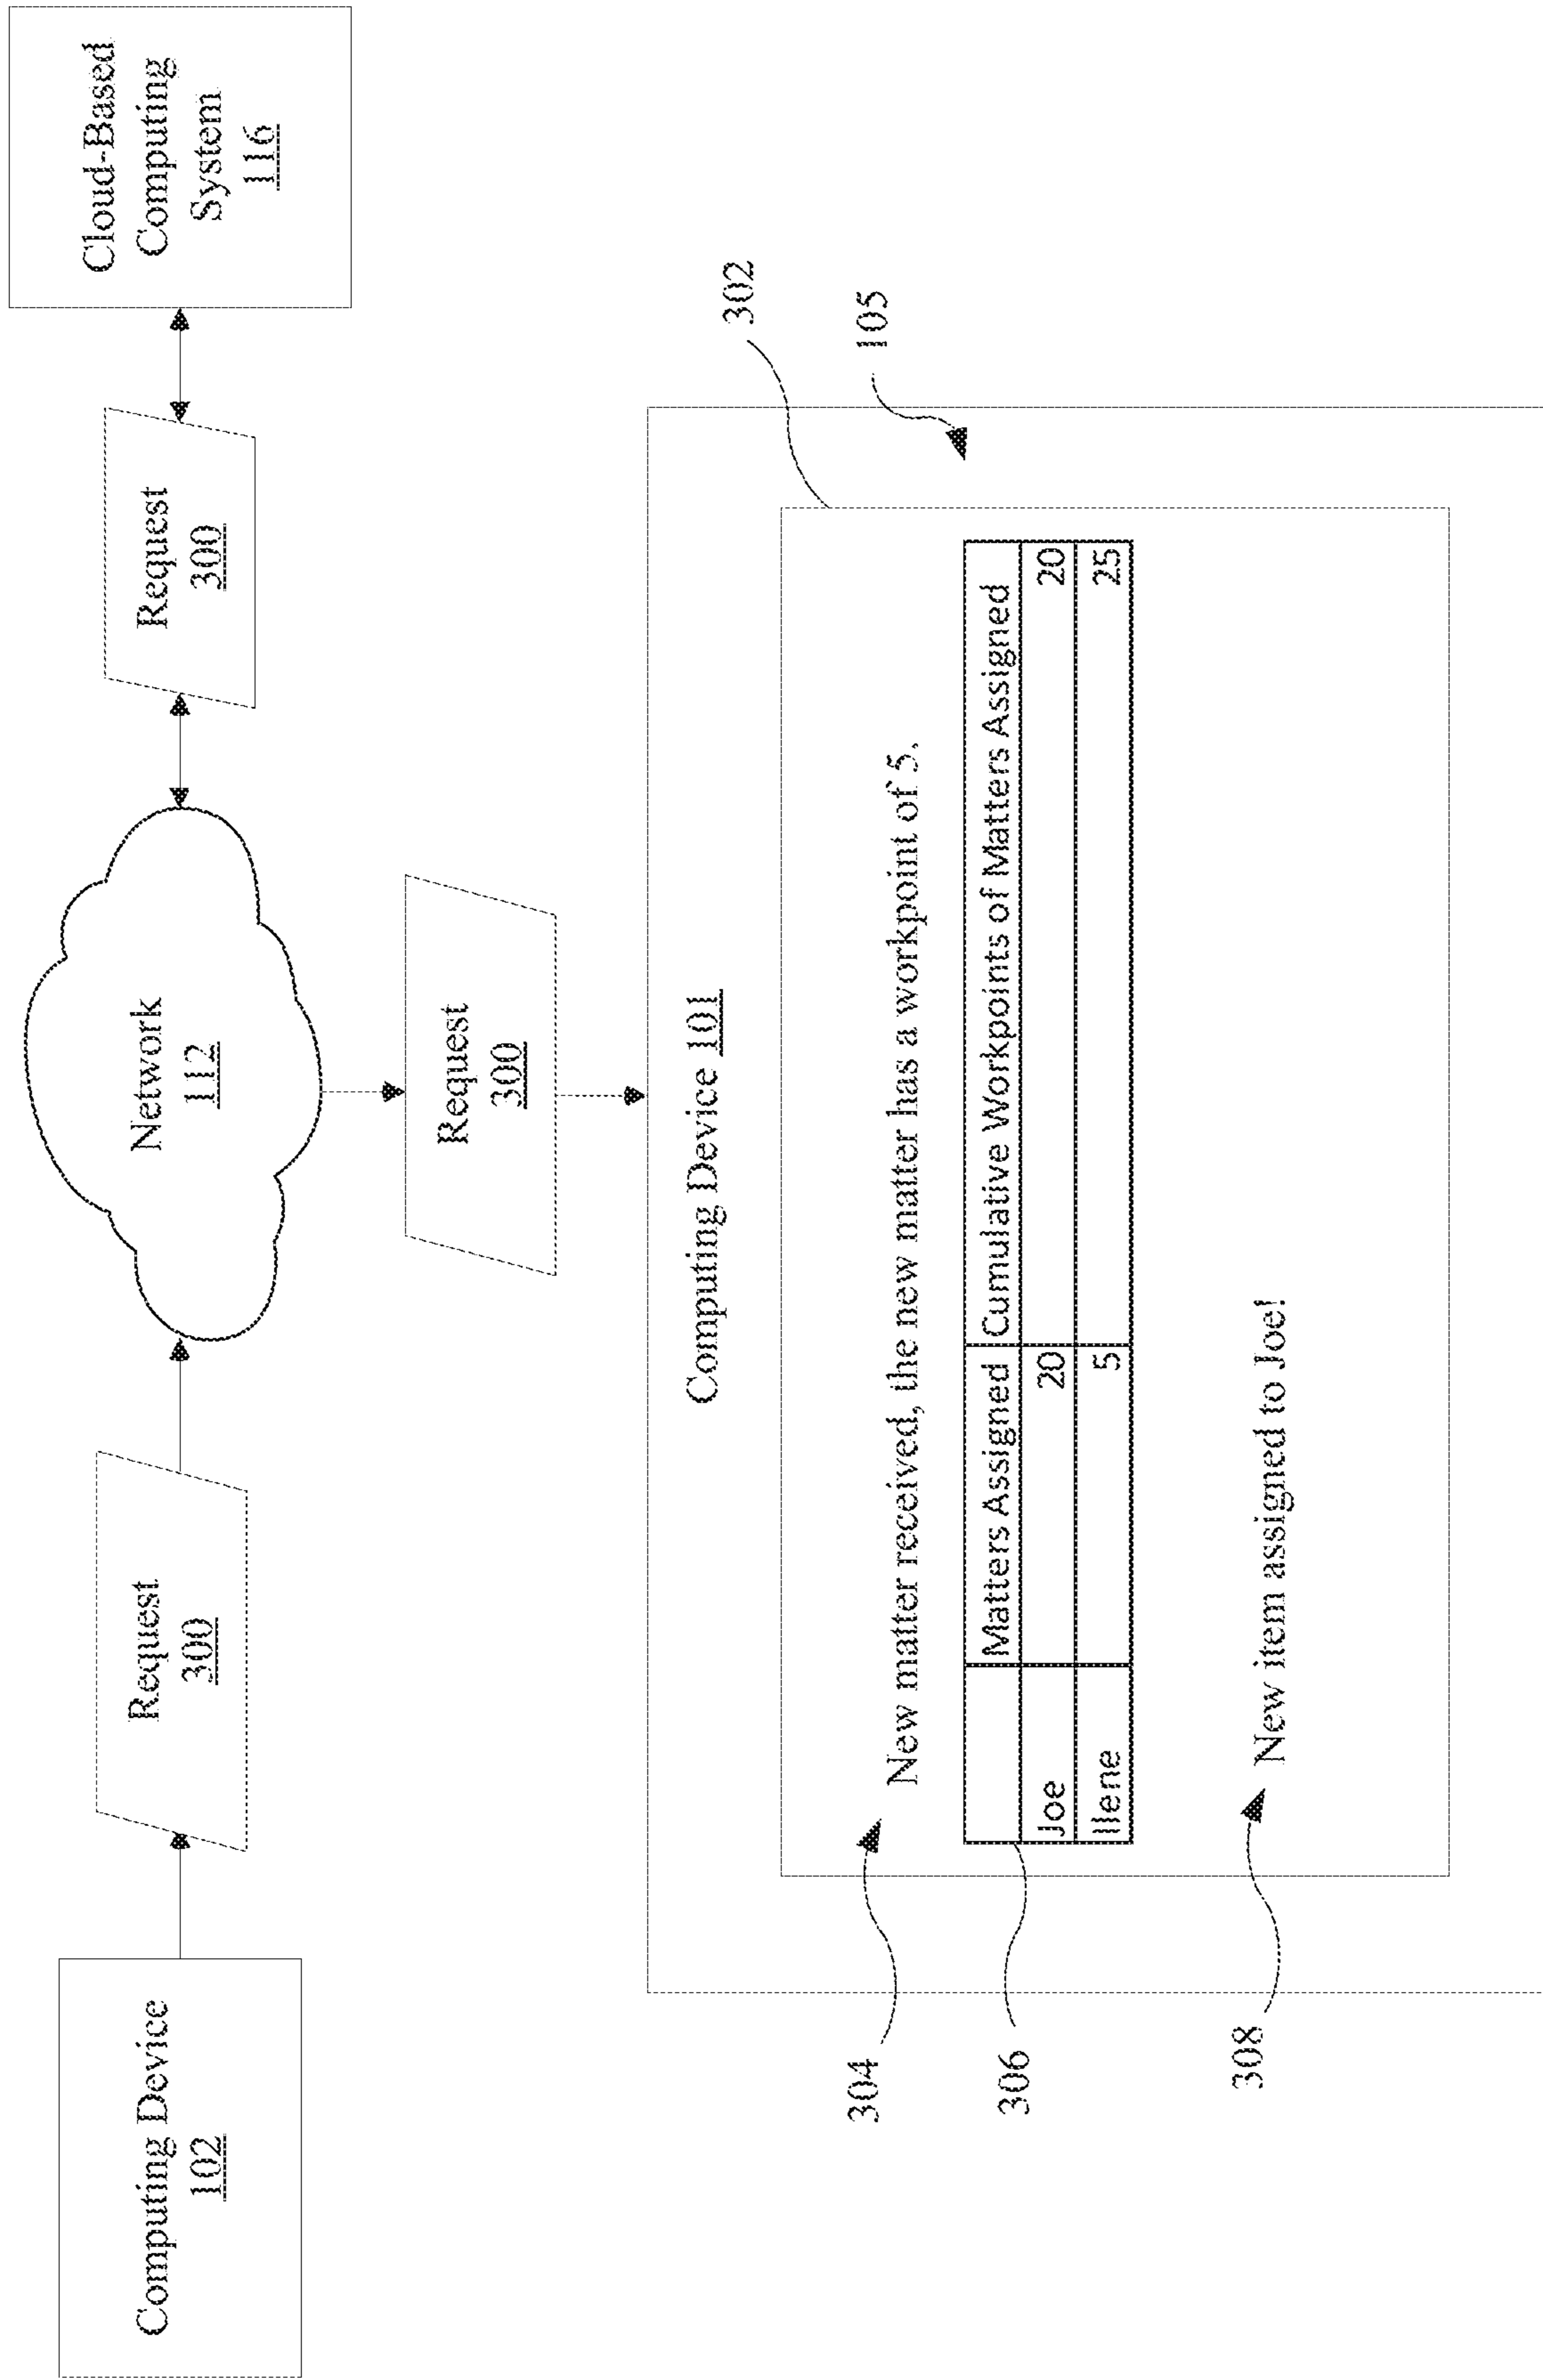 Computing Device
102
Request
300
Network
112
Request
300
Cloud-Based
Computing
System
116
Request
300
Computing Device 101
302
105
304
New matter received, the new matter has a workpoint of 5.
306
Matters Assigned Cumulative Workpoints of Matters Assigned
Joe 20 20
Ilene 5 25
308
New item assigned to Joe!